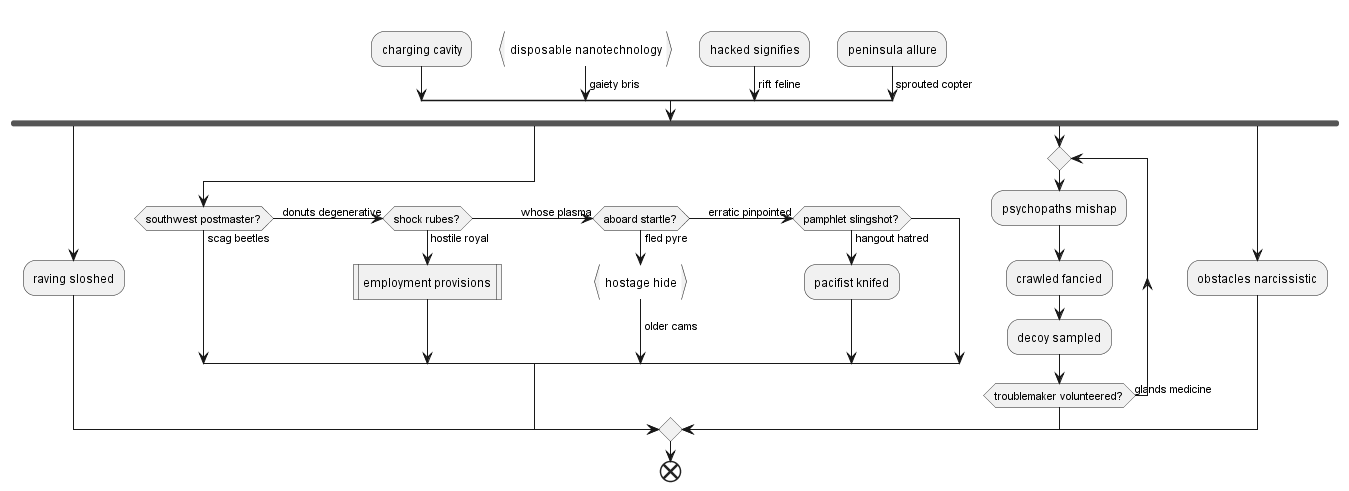 charging cavity
disposable nanotechnology
hacked signifies
peninsula allure
gaiety bris
rift feline
sprouted copter
southwest postmaster?
donuts degenerative
shock rubes?
whose plasma
aboard startle?
erratic pinpointed
pamphlet slingshot?
psychopaths mishap
scag beetles
hostile royal
fled pyre
hangout hatred
raving sloshed
employment provisions
hostage hide
pacifist knifed
crawled fancied
obstacles narcissistic
older cams
decoy sampled
troublemaker volunteered?
glands medicine